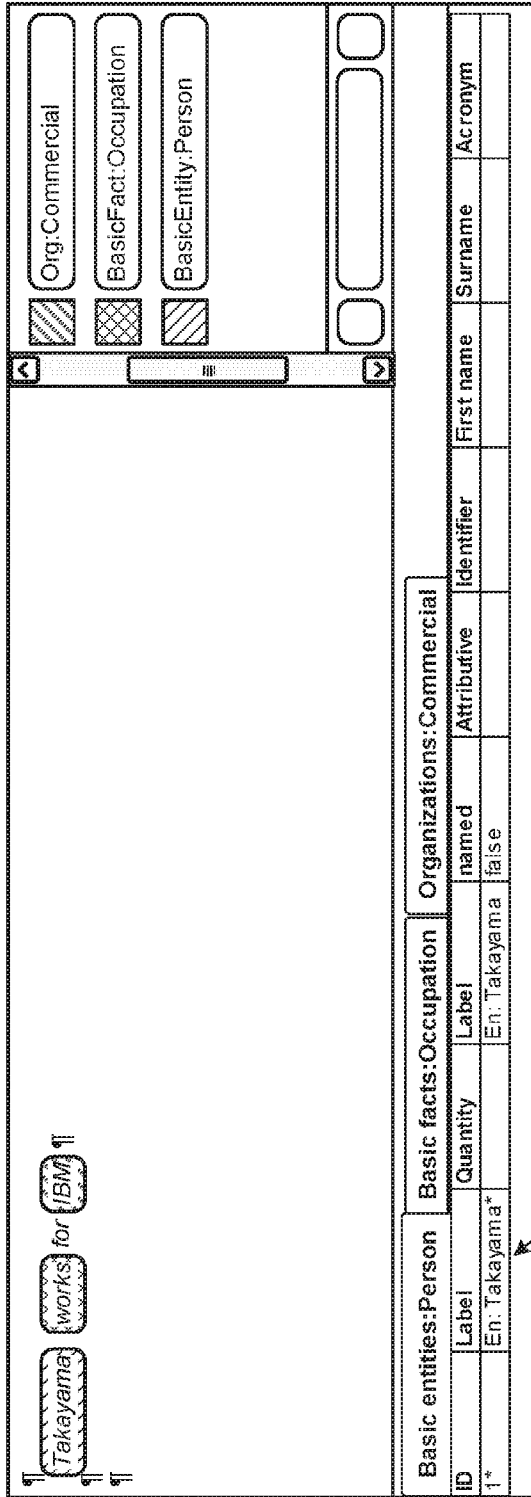 ¶ Takayama works for IBM ¶
¶
¶
Org:Commercial
BasicFact:Occupation
BasicEntity:Person
Basic entities:Person Basic facts:Occupation Organizations:Commercial
ID Label Quantity Label named Attributive Identifier First name Surname Acronym
1* En: Takayama* En: Takayama false